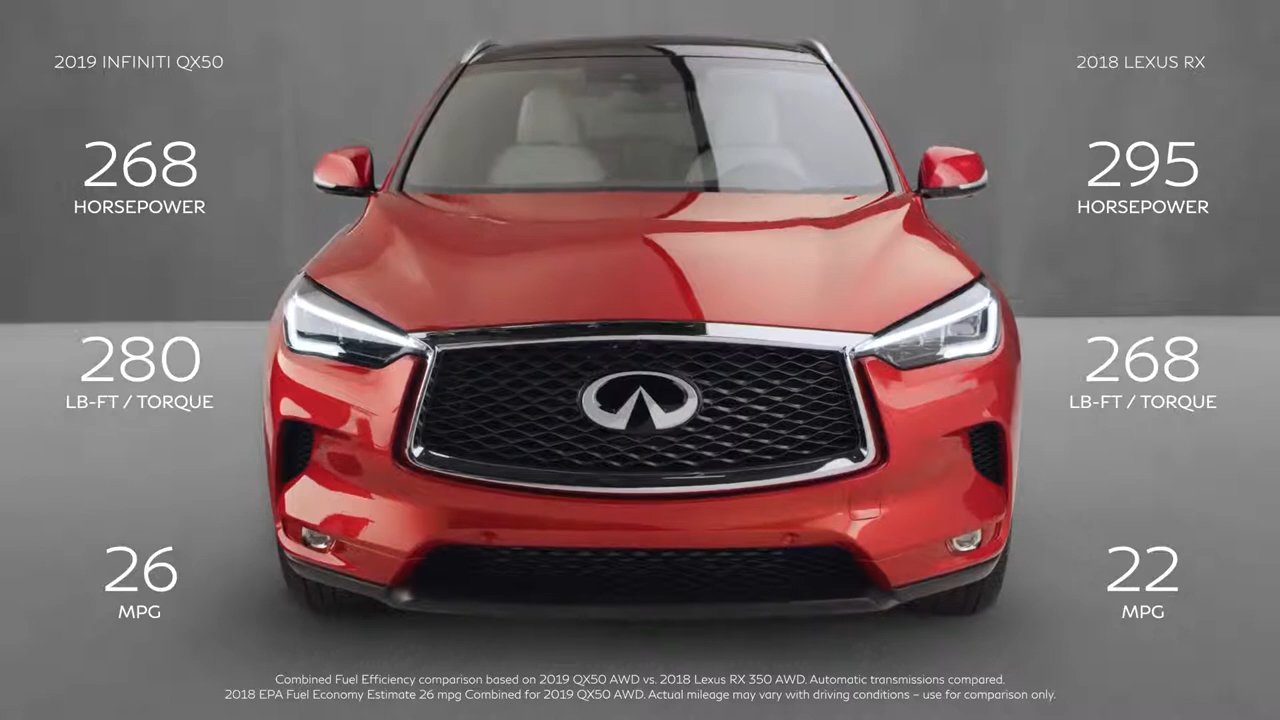 2019 INFINITI QX50
268
HORSEPOWER
280
LB-FT / TORQUE
26
MPG
2018 LEXUS RX
295
HORSEPOWER
268
LB-FT / TORQUE
22
MPG
Combined Fuel Efficiency comparison based on 2019 QX50 AWD vs. 2018 Lexus RX 350 AWD. Automatic transmissions compared.
2018 EPA Fuel Economy Estimate 26 mpg Combined for 2019 QX50 AWD. Actual mileage may vary with driving conditions – use for comparison only.